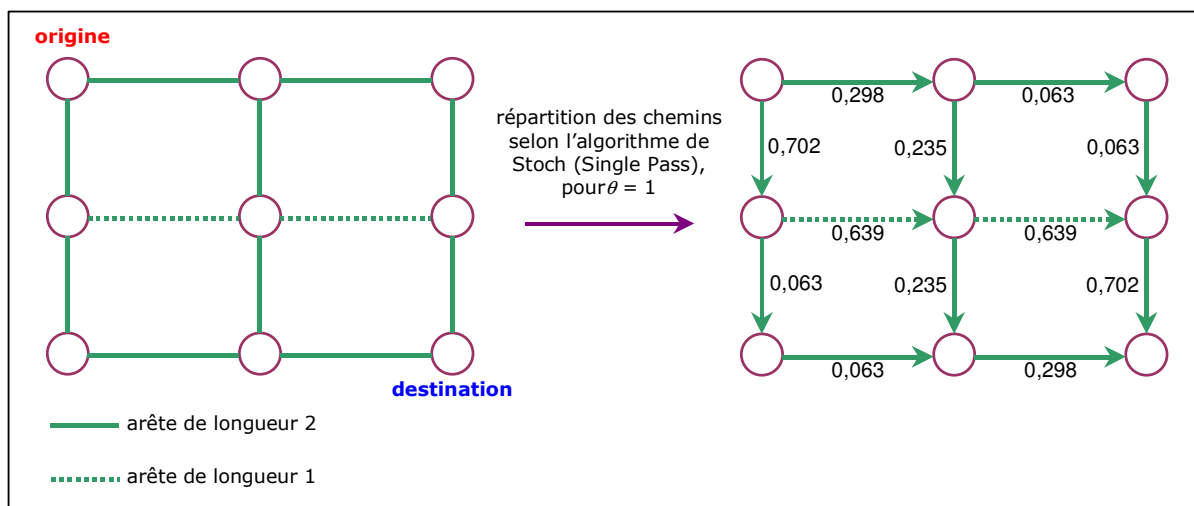 origine
destination
arête de longueur 2
arête de longueur 1
répartition des chemins
selon l’algorithme de
Stoch (Single Pass),
pour θ = 1
0,298
0,063
0,702
0,235
0,063
0,639
0,639
0,063
0,235
0,702
0,063
0,298